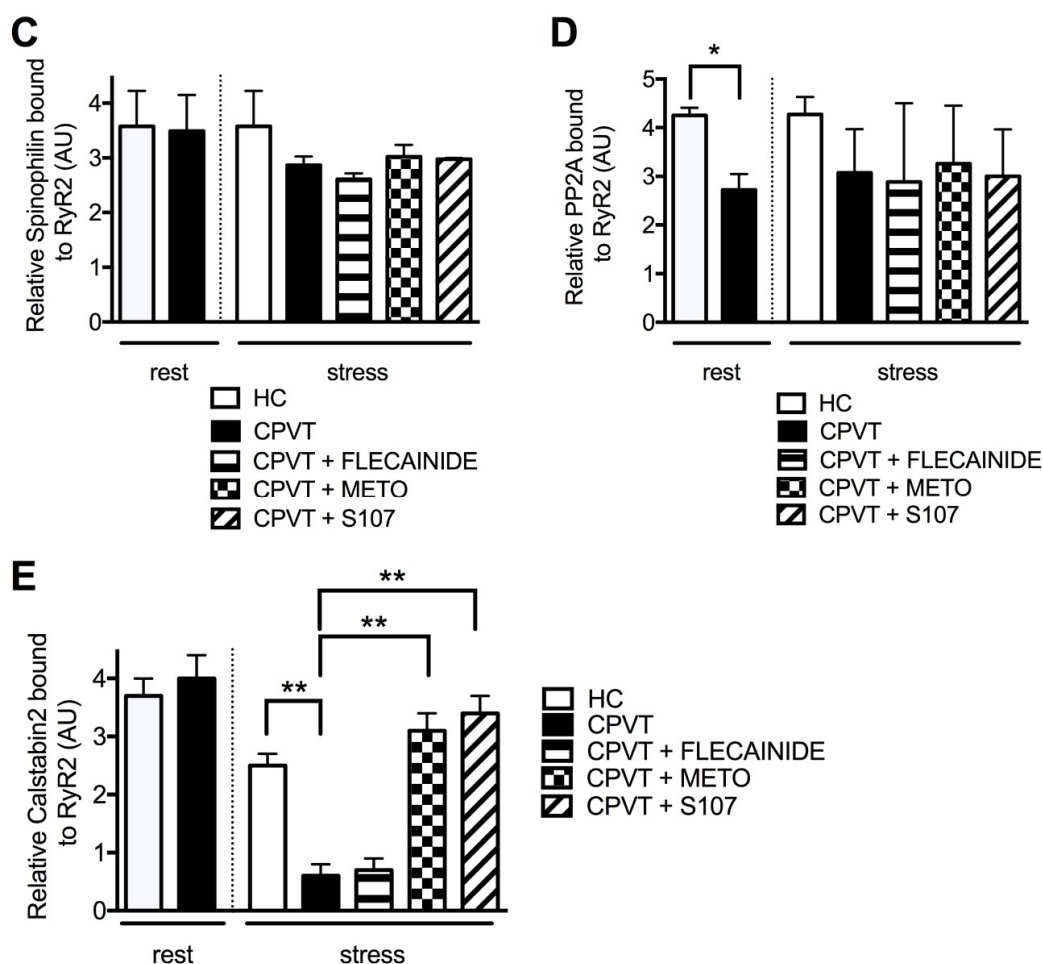 C
Relative Spinophilin bound
to RyR2 (AU)
4
3
2
1
0
rest
stress
HC
CPVT
CPVT + FLECAINIDE
CPVT + METO
CPVT + S107
D
*
Relative PP2A bound
to RyR2 (AU)
5
4
3
2
1
0
rest
stress
HC
CPVT
CPVT + FLECAINIDE
CPVT + METO
CPVT + S107
E
**
**
**
Relative Calstabin2 bound
to RyR2 (AU)
4
3
2
1
0
rest
stress
HC
CPVT
CPVT + FLECAINIDE
CPVT + METO
CPVT + S107